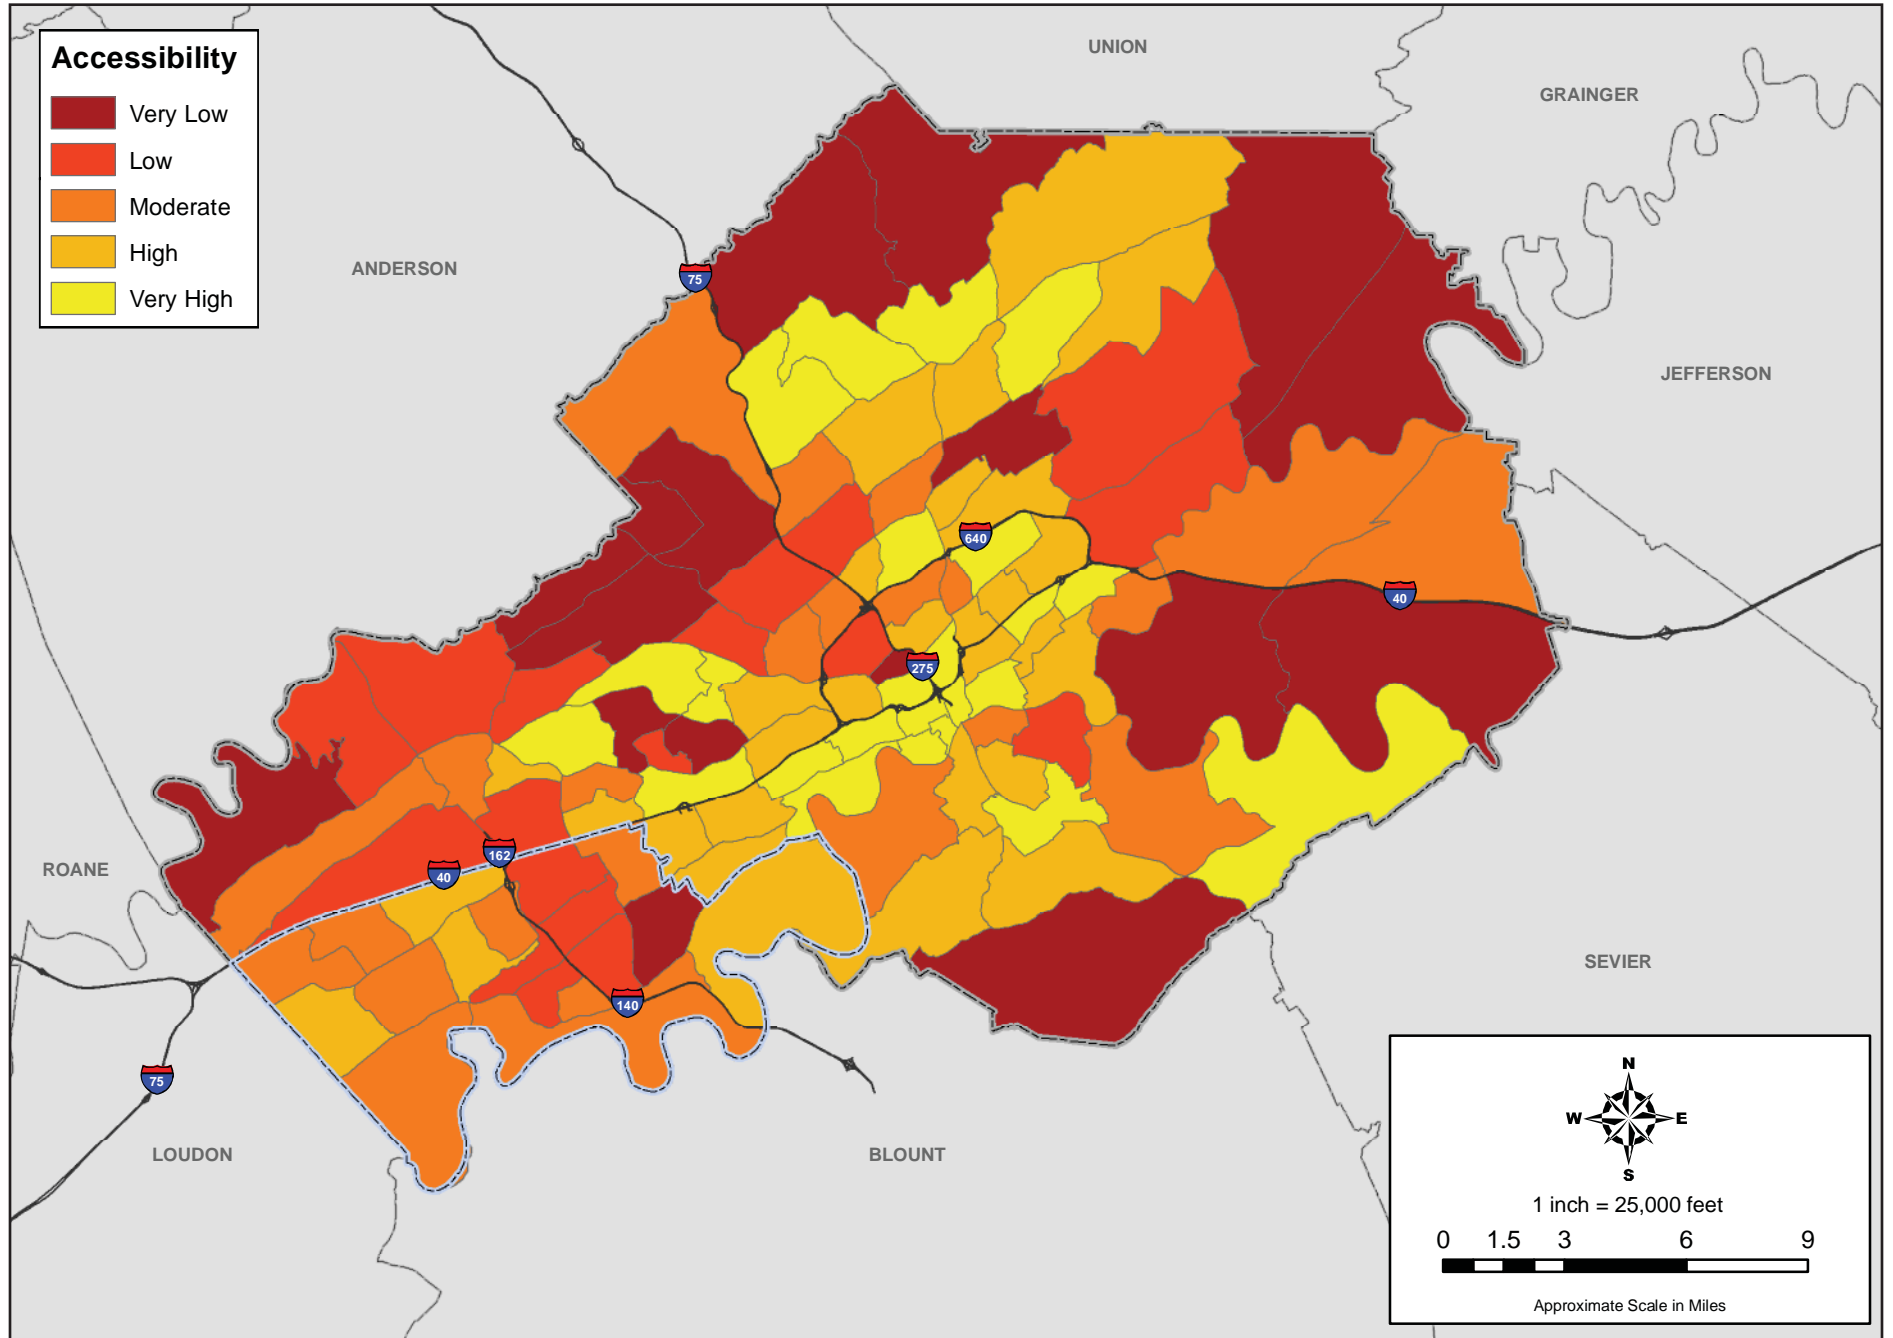 Accessibility
Very Low
Low
Moderate
High
Very High
UNION
GRAINGER
ANDERSON
75
JEFFERSON
640
40
275
162
40
ROANE
SEVIER
140
75
LOUDON
BLOUNT
N
W E
S
1 inch = 25,000 feet
0 1.5 3 6 9
Approximate Scale in Miles